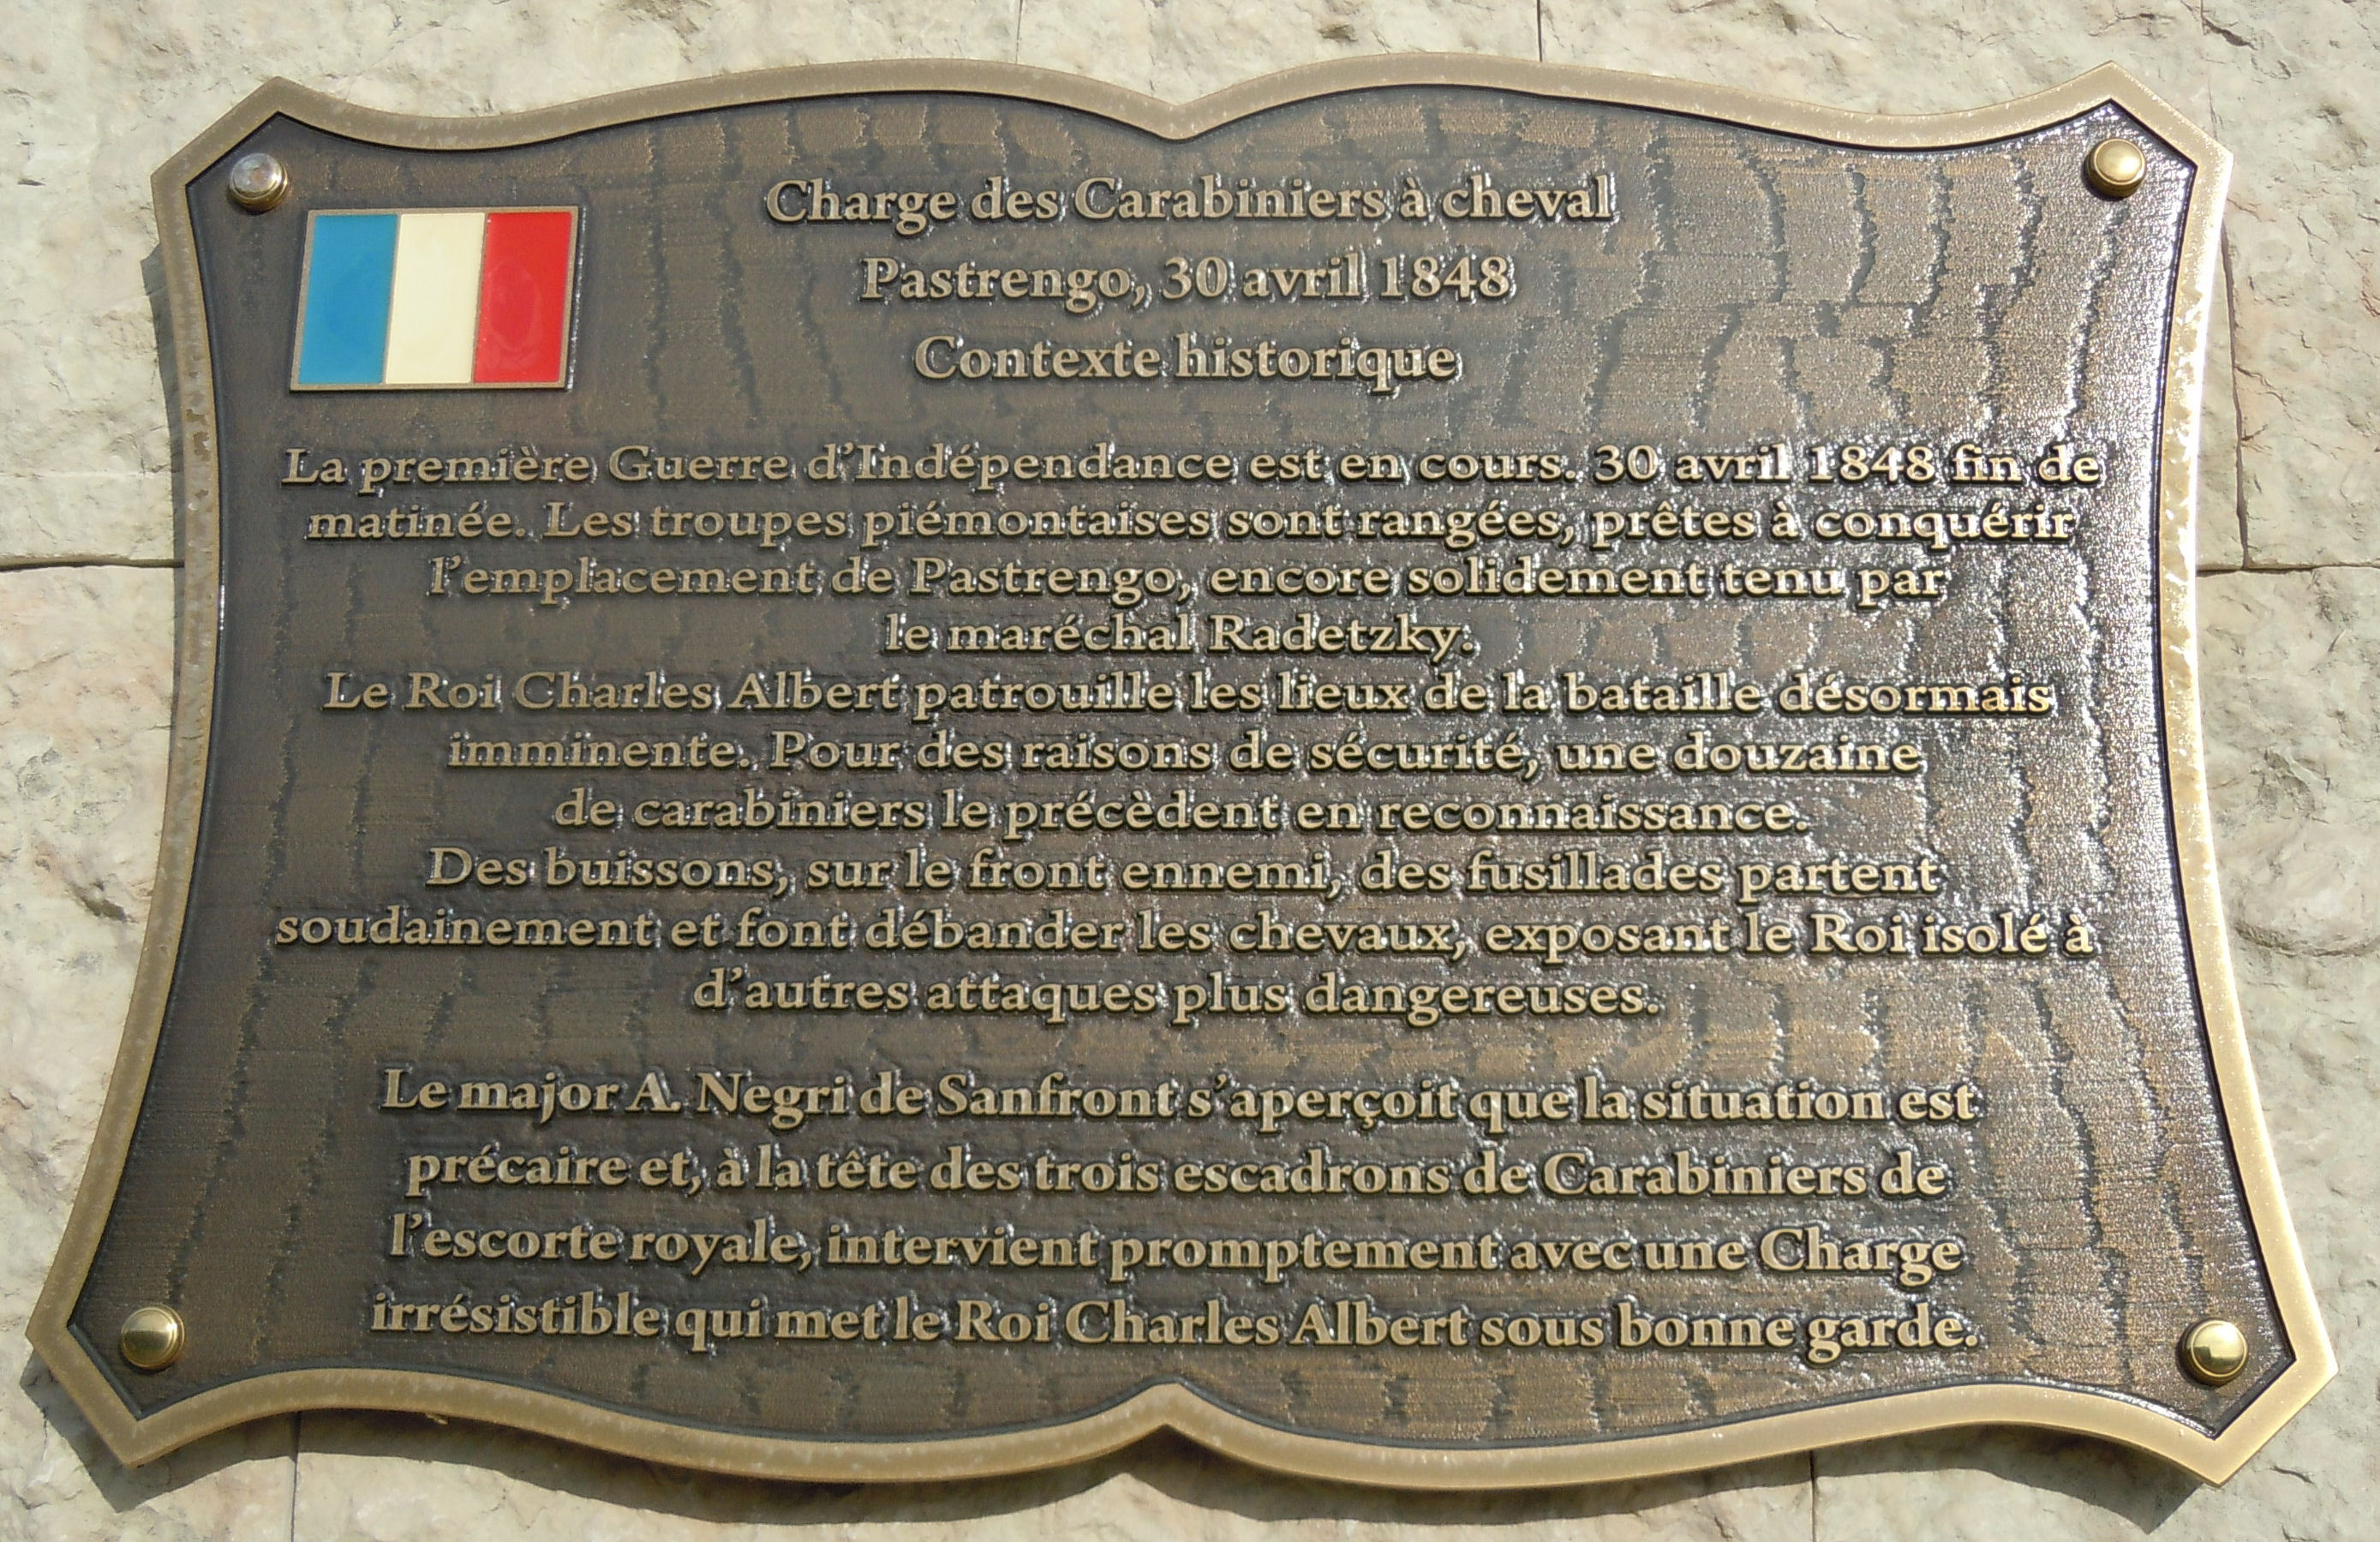 Charge des Carabiniers à cheval
Pastrengo, 30 avril 1848
Contexte historique
La première Guerre d'Indépendance est en cours. 30 avril 1848 fin de
matinée. Les troupes piémontaises sont rangées, prêtes à conquérir
l'emplacement de Pastrengo, encore solidement tenu par
le maréchal Radetzky.
Le Roi Charles Albert patrouille les lieux de la bataille désormais
imminente. Pour des raisons de sécurité, une douzaine
de carabiniers le précèdent en reconnaissance.
Des buissons, sur le front ennemi, des fusillades partent
soudainement et font débander les chevaux, exposant le Roi isolé à
d'autres attaques plus dangereuses.
Le major A. Negri de Sanfront s'aperçoit que la situation est
précaire et, à la tête des trois escadrons de Carabiniers de
l'escorte royale, intervient promptement avec une Charge
irrésistible qui met le Roi Charles Albert sous bonne garde.